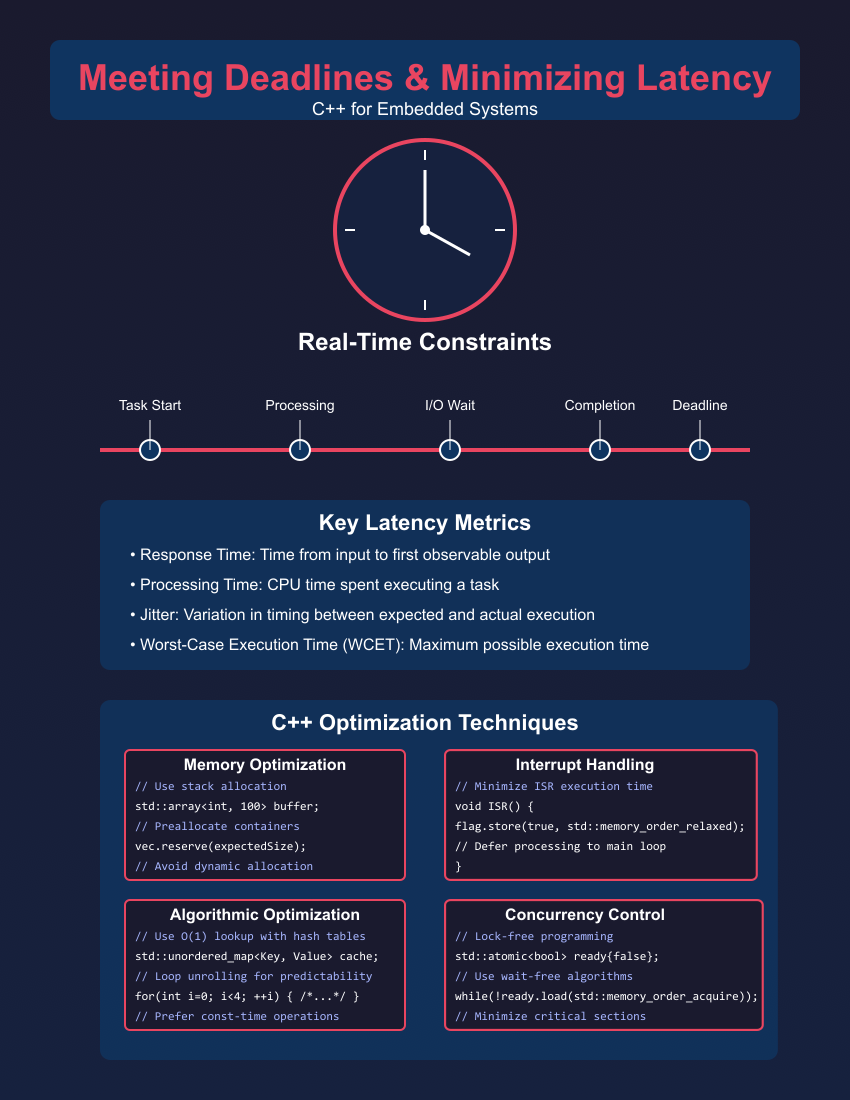 Meeting Deadlines & Minimizing Latency
C++ for Embedded Systems
Real-Time Constraints
Task Start
Processing
I/O Wait
Completion
Deadline
Key Latency Metrics
• Response Time: Time from input to first observable output
• Processing Time: CPU time spent executing a task
• Jitter: Variation in timing between expected and actual execution
• Worst-Case Execution Time (WCET): Maximum possible execution time
C++ Optimization Techniques
Memory Optimization
// Use stack allocation
std::array<int, 100> buffer;
// Preallocate containers
vec.reserve(expectedSize);
// Avoid dynamic allocation
Interrupt Handling
// Minimize ISR execution time
void ISR() {
flag.store(true, std::memory_order_relaxed);
// Defer processing to main loop
}
Algorithmic Optimization
// Use O(1) lookup with hash tables
std::unordered_map<Key, Value> cache;
// Loop unrolling for predictability
for(int i=0; i<4; ++i) { /*...*/ }
// Prefer const-time operations
Concurrency Control
// Lock-free programming
std::atomic<bool> ready{false};
// Use wait-free algorithms
while(!ready.load(std::memory_order_acquire));
// Minimize critical sections